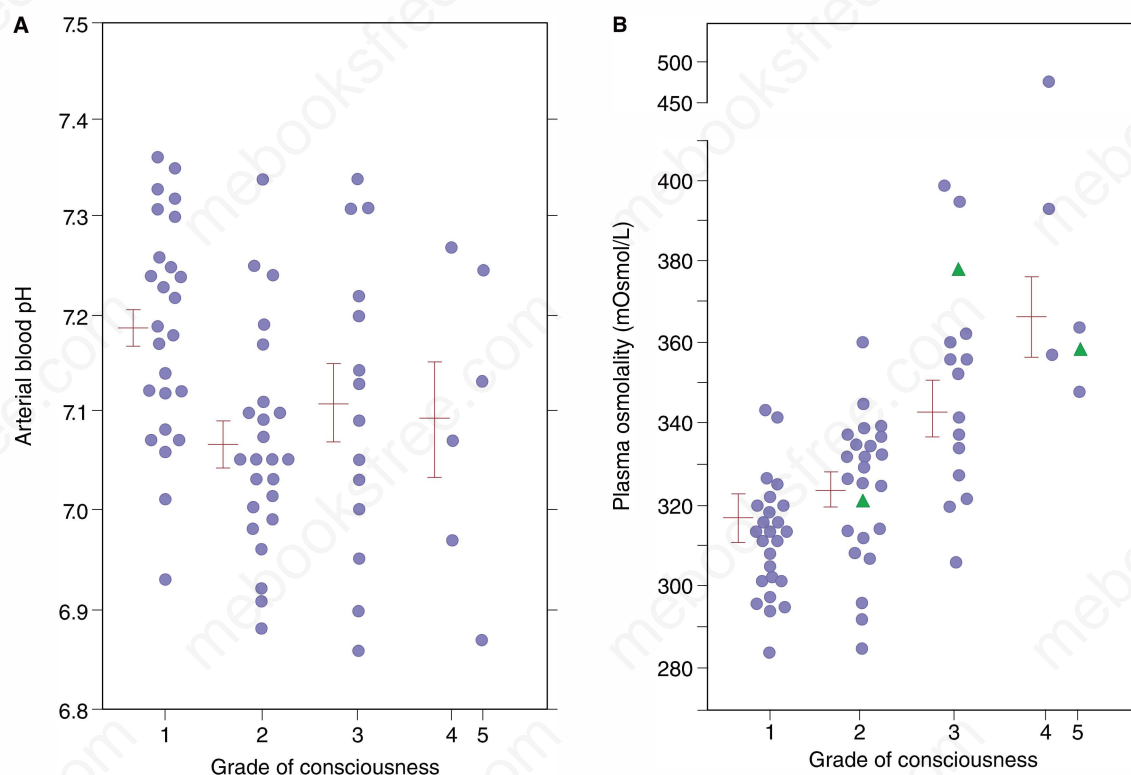 A
7.5
7.4
7.3
7.2
7.1
7.0
6.9
6.8
Arterial blood pH
1 2 3 4 5
Grade of consciousness
B
500
450
400
380
360
340
320
300
280
Plasma osmolality (mOsmol/L)
1 2 3 4 5
Grade of consciousness
mebooksfree.com